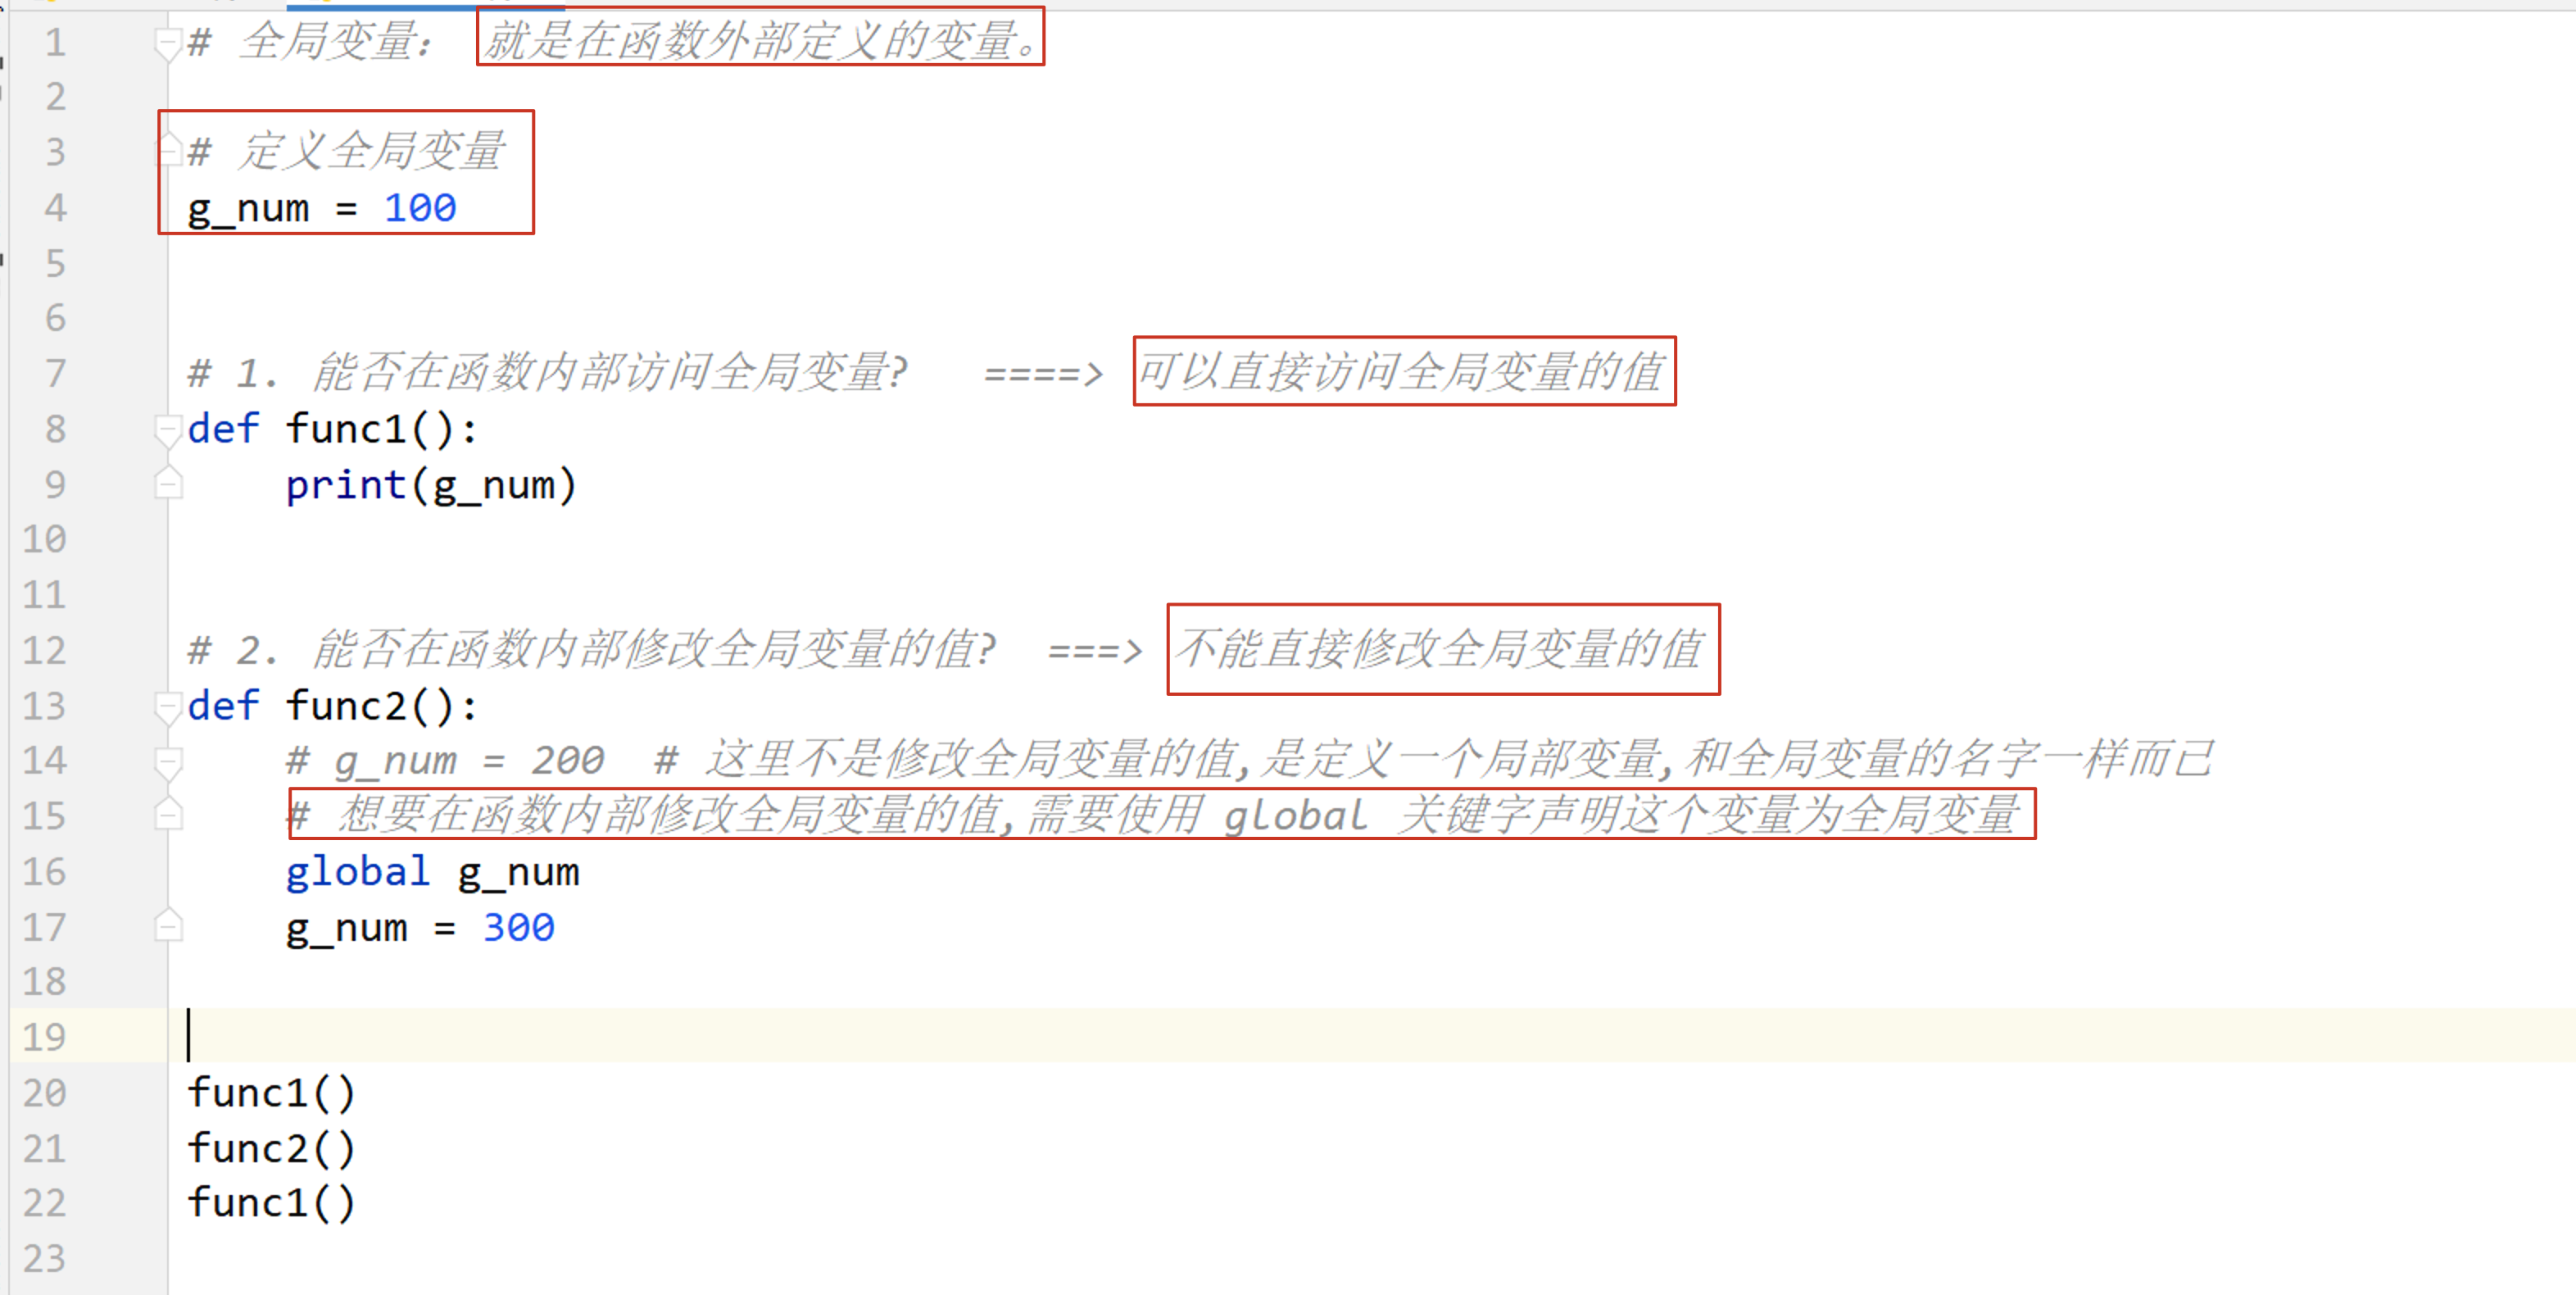 1 # 全局变量： 就是在函数外部定义的变量。
2
3 # 定义全局变量
4 g_num = 100
5
6
7 # 1. 能否在函数内部访问全局变量? ====> 可以直接访问全局变量的值
8 def func1():
9     print(g_num)
10
11
12 # 2. 能否在函数内部修改全局变量的值? ===> 不能直接修改全局变量的值
13 def func2():
14     # g_num = 200  # 这里不是修改全局变量的值,是定义一个局部变量,和全局变量的名字一样而已
15     # 想要在函数内部修改全局变量的值,需要使用 global 关键字声明这个变量为全局变量
16     global g_num
17     g_num = 300
18
19
20 func1()
21 func2()
22 func1()
23